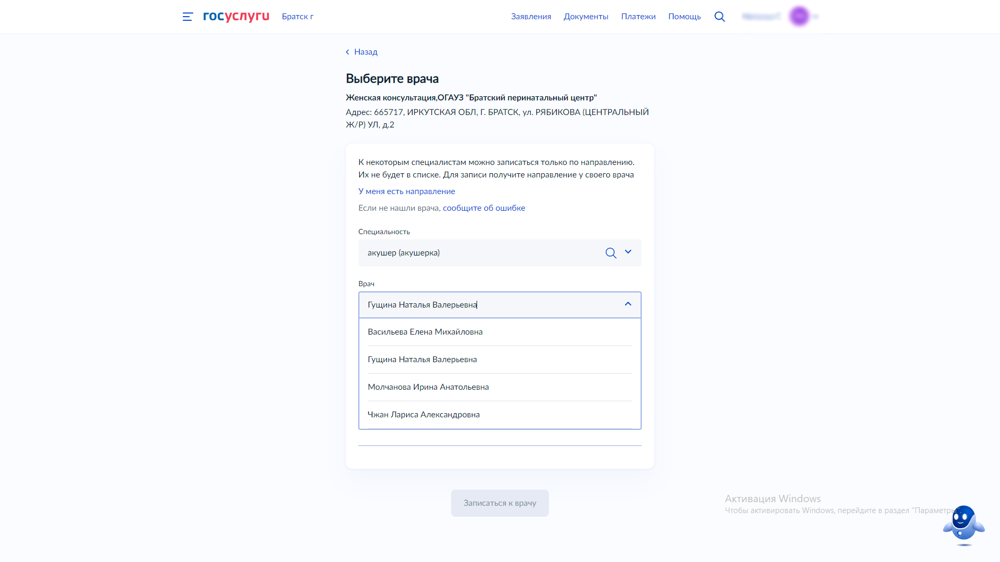 госуслуги
Братск г
Заявления
Документы
Платежи
Помощь
Назад
Выберите врача
Женская консультация,ОГАУЗ "Братский перинатальный центр"
Адрес: 665717, ИРКУТСКАЯ ОБЛ, Г. БРАТСК, ул. РЯБИКОВА (ЦЕНТРАЛЬНЫЙ
Ж/Р) УЛ, д.2
К некоторым специалистам можно записаться только по направлению.
Их не будет в списке. Для записи получите направление у своего врача
У меня есть направление
Если не нашли врача, сообщите об ошибке
Специальность
акушер (акушерка)
Врач
Гущина Наталья Валерьевна
Васильева Елена Михайловна
Гущина Наталья Валерьевна
Молчанова Ирина Анатольевна
Чжан Лариса Александровна
Записаться к врачу
Активация Windows
Чтобы активировать Windows, перейдите в раздел "Параметры".